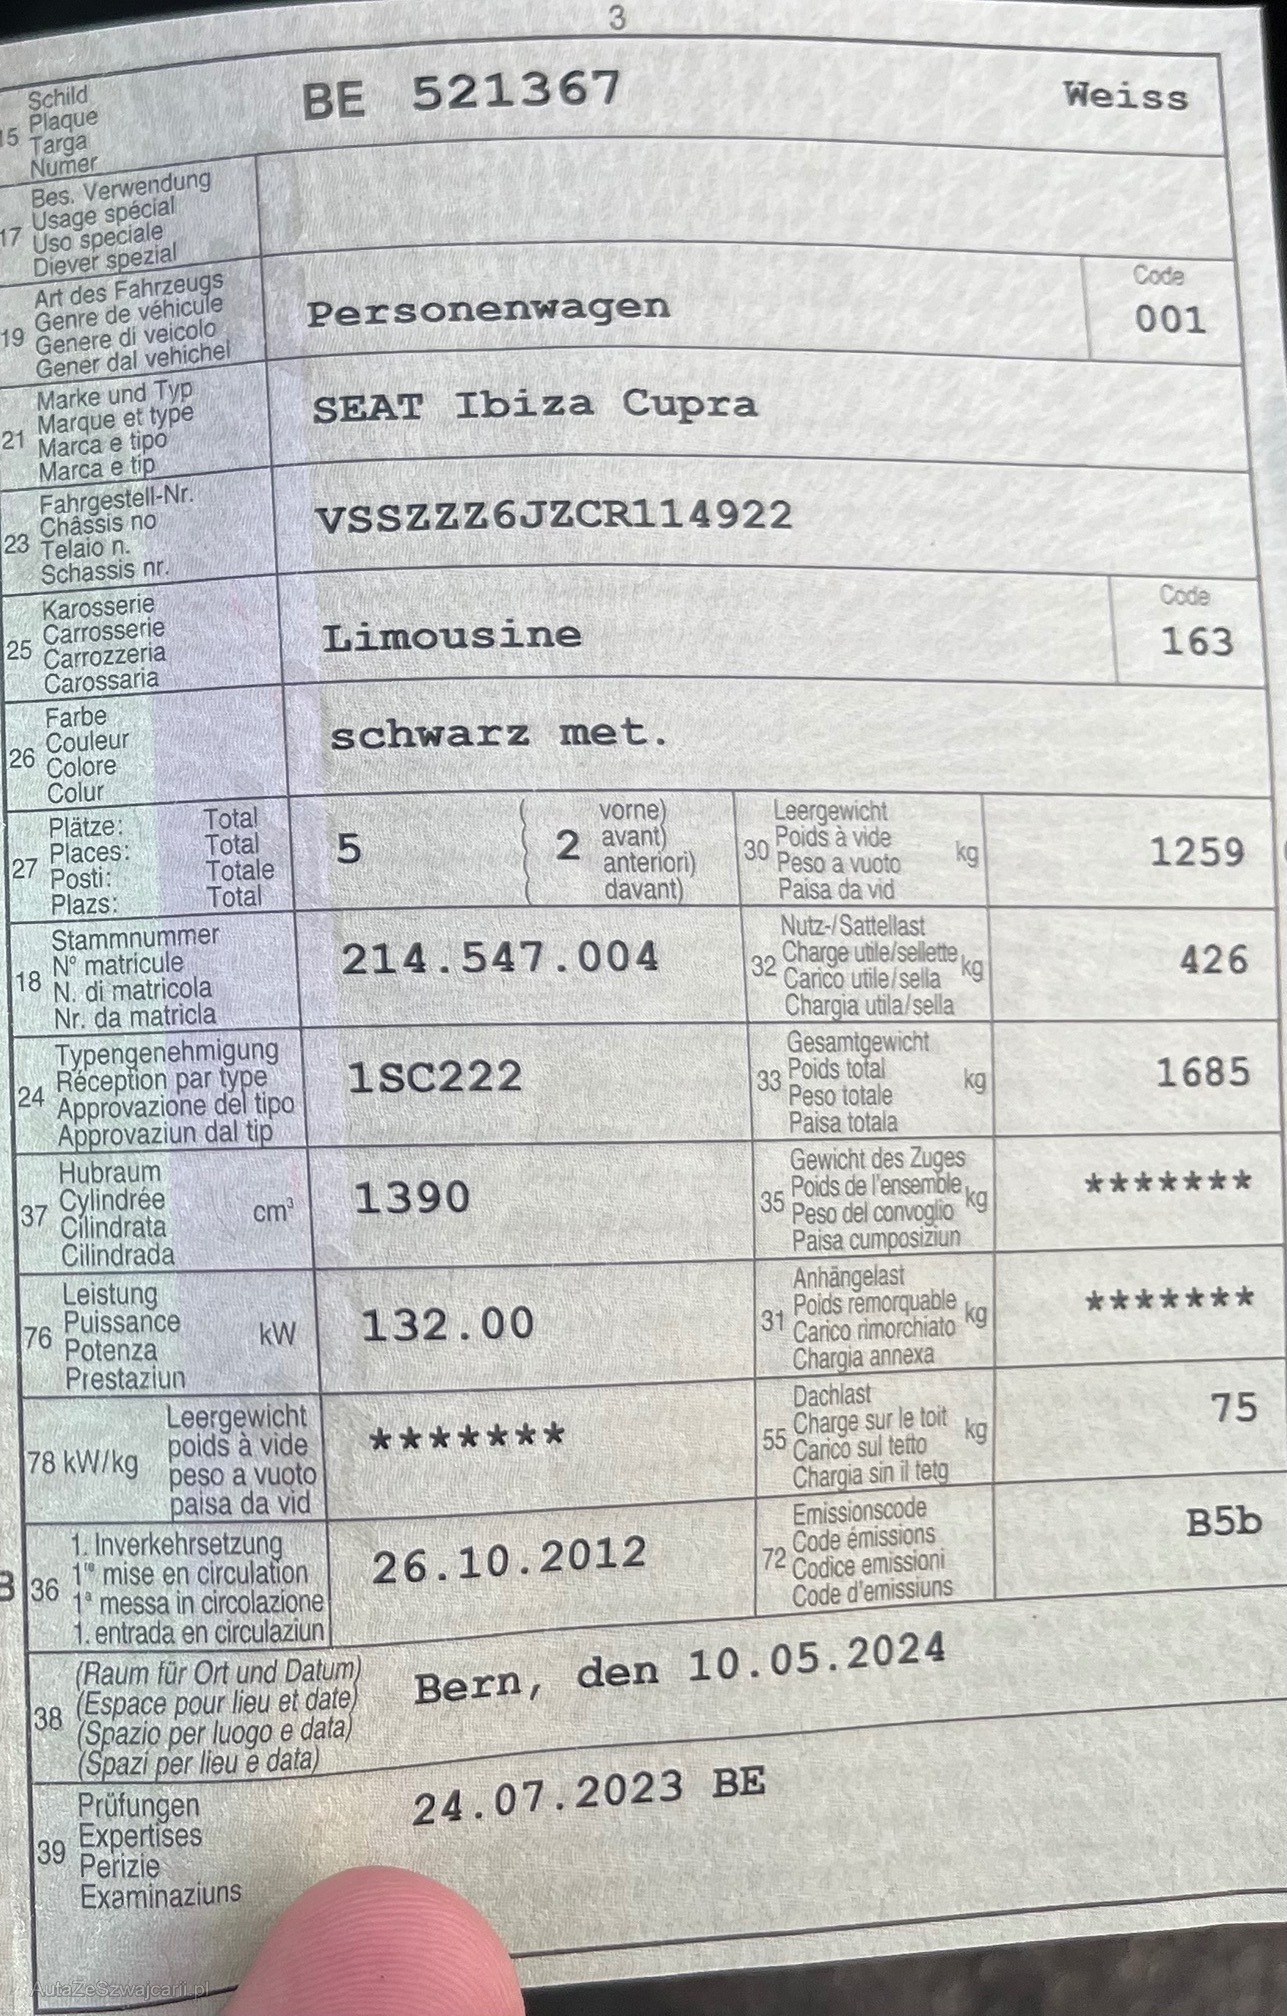 3
15 Schild
Plaque
Targa
Numer
BE 521367 Weiss
17 Bes. Verwendung
Usage spécial
Uso speciale
Diever spezial
19 Art des Fahrzeugs
Genre de véhicule
Genere di veicolo
Gener dal vehichel
Personenwagen
Code
001
21 Marke und Typ
Marque et type
Marca e tipo
Marca e tip
SEAT Ibiza Cupra
23 Fahrgestell-Nr.
Châssis no
Telaio n.
Schassis nr.
VSSZZZ6JZCR114922
25 Karosserie
Carrosserie
Carrozzeria
Carossaria
Limousine
Code
163
26 Farbe
Couleur
Colore
Colur
schwarz met.
27 Plätze: Total
Places: Total
Posti: Totale
Plazs: Total
5
( 2 vorne)
avant)
anteriori)
( davant)
30 Leergewicht
Poids à vide kg
Peso a vuoto
Paisa da vid
1259
18 Stammnummer
N° matricule
N. di matricola
Nr. da matricla
214.547.004
32 Nutz-/Sattellast
Charge utile/sellette kg
Carico utile/sella
Chargia utila/sella
426
24 Typengenehmigung
Réception par type
Approvazione del tipo
Approvaziun dal tip
1SC222
33 Gesamtgewicht
Poids total kg
Peso totale
Paisa totala
1685
37 Hubraum
Cylindrée cm³
Cilindrata
Cilindrada
1390
35 Gewicht des Zuges
Poids de l'ensemble kg
Peso del convoglio
Paisa cumposiziun
*******
76 Leistung
Puissance kW
Potenza
Prestaziun
132.00
31 Anhängelast
Poids remorquable kg
Carico rimorchiato
Chargia annexa
*******
78 kW/kg Leergewicht
poids à vide
peso a vuoto
paisa da vid
*******
55 Dachlast
Charge sur le toit kg
Carico sul tetto
Chargia sin il tetg
75
B 36 1. Inverkehrsetzung
1re mise en circulation
1a messa in circolazione
1. entrada en circulaziun
26.10.2012
72 Emissionscode
Code émissions
Codice emissioni
Code d'emissiuns
B5b
38 (Raum für Ort und Datum)
(Espace pour lieu et date)
(Spazio per luogo e data)
(Spazi per lieu e data)
Bern, den 10.05.2024
39 Prüfungen
Expertises
Perizie
Examinaziuns
24.07.2023 BE
AutaZeSzwajcarii.pl